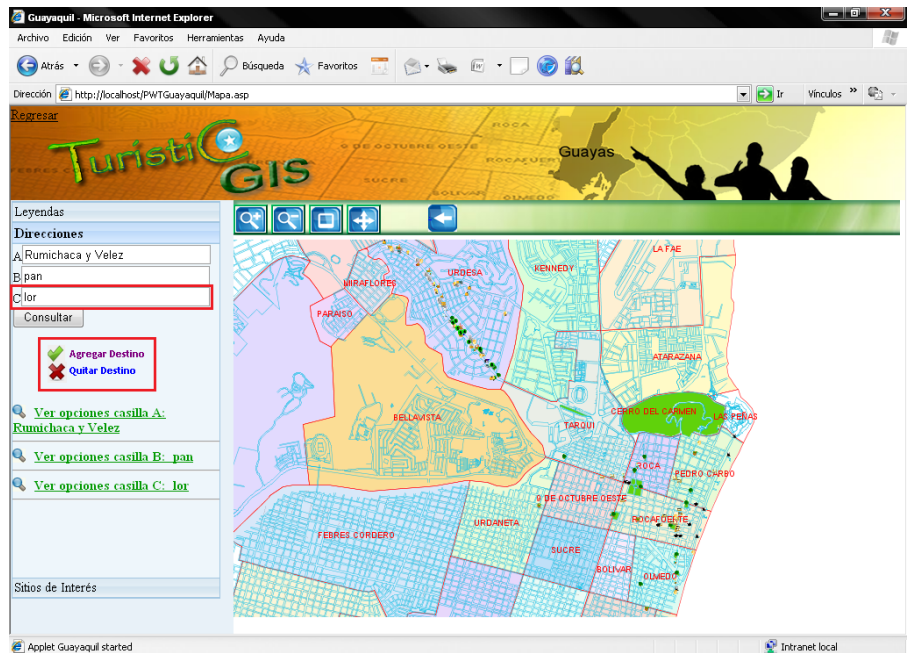 Guayaquil - Microsoft Internet Explorer
Archivo Edición Ver Favoritos Herramientas Ayuda
Atrás Búsqueda Favoritos
Dirección http://localhost/PWTGuayaquil/Mapa.asp Ir Vínculos »
Regresar
TuristiC GIS
ROCA
9 DE OCTUBRE OESTE
ROCAFUERTE
SUCRE
BOLIVAR
OLMEDO
Guayas
Leyendas
Direcciones
A Rumichaca y Velez
B pan
C lor
Consultar
Agregar Destino
Quitar Destino
Ver opciones casilla A:
Rumichaca y Velez
Ver opciones casilla B: pan
Ver opciones casilla C: lor
Sitios de Interés
LA FAE
URDESA
KENNEDY
MIRAFLORES
PARAISO
ATARAZANA
BELLAVISTA
CERRO DEL CARMEN
LAS PEÑAS
TARQUI
ROCA
PEDRO CARBO
9 DE OCTUBRE OESTE
ROCAFUERTE
URDANETA
FEBRES CORDERO
SUCRE
BOLIVAR
OLMEDO
Applet Guayaquil started
Intranet local